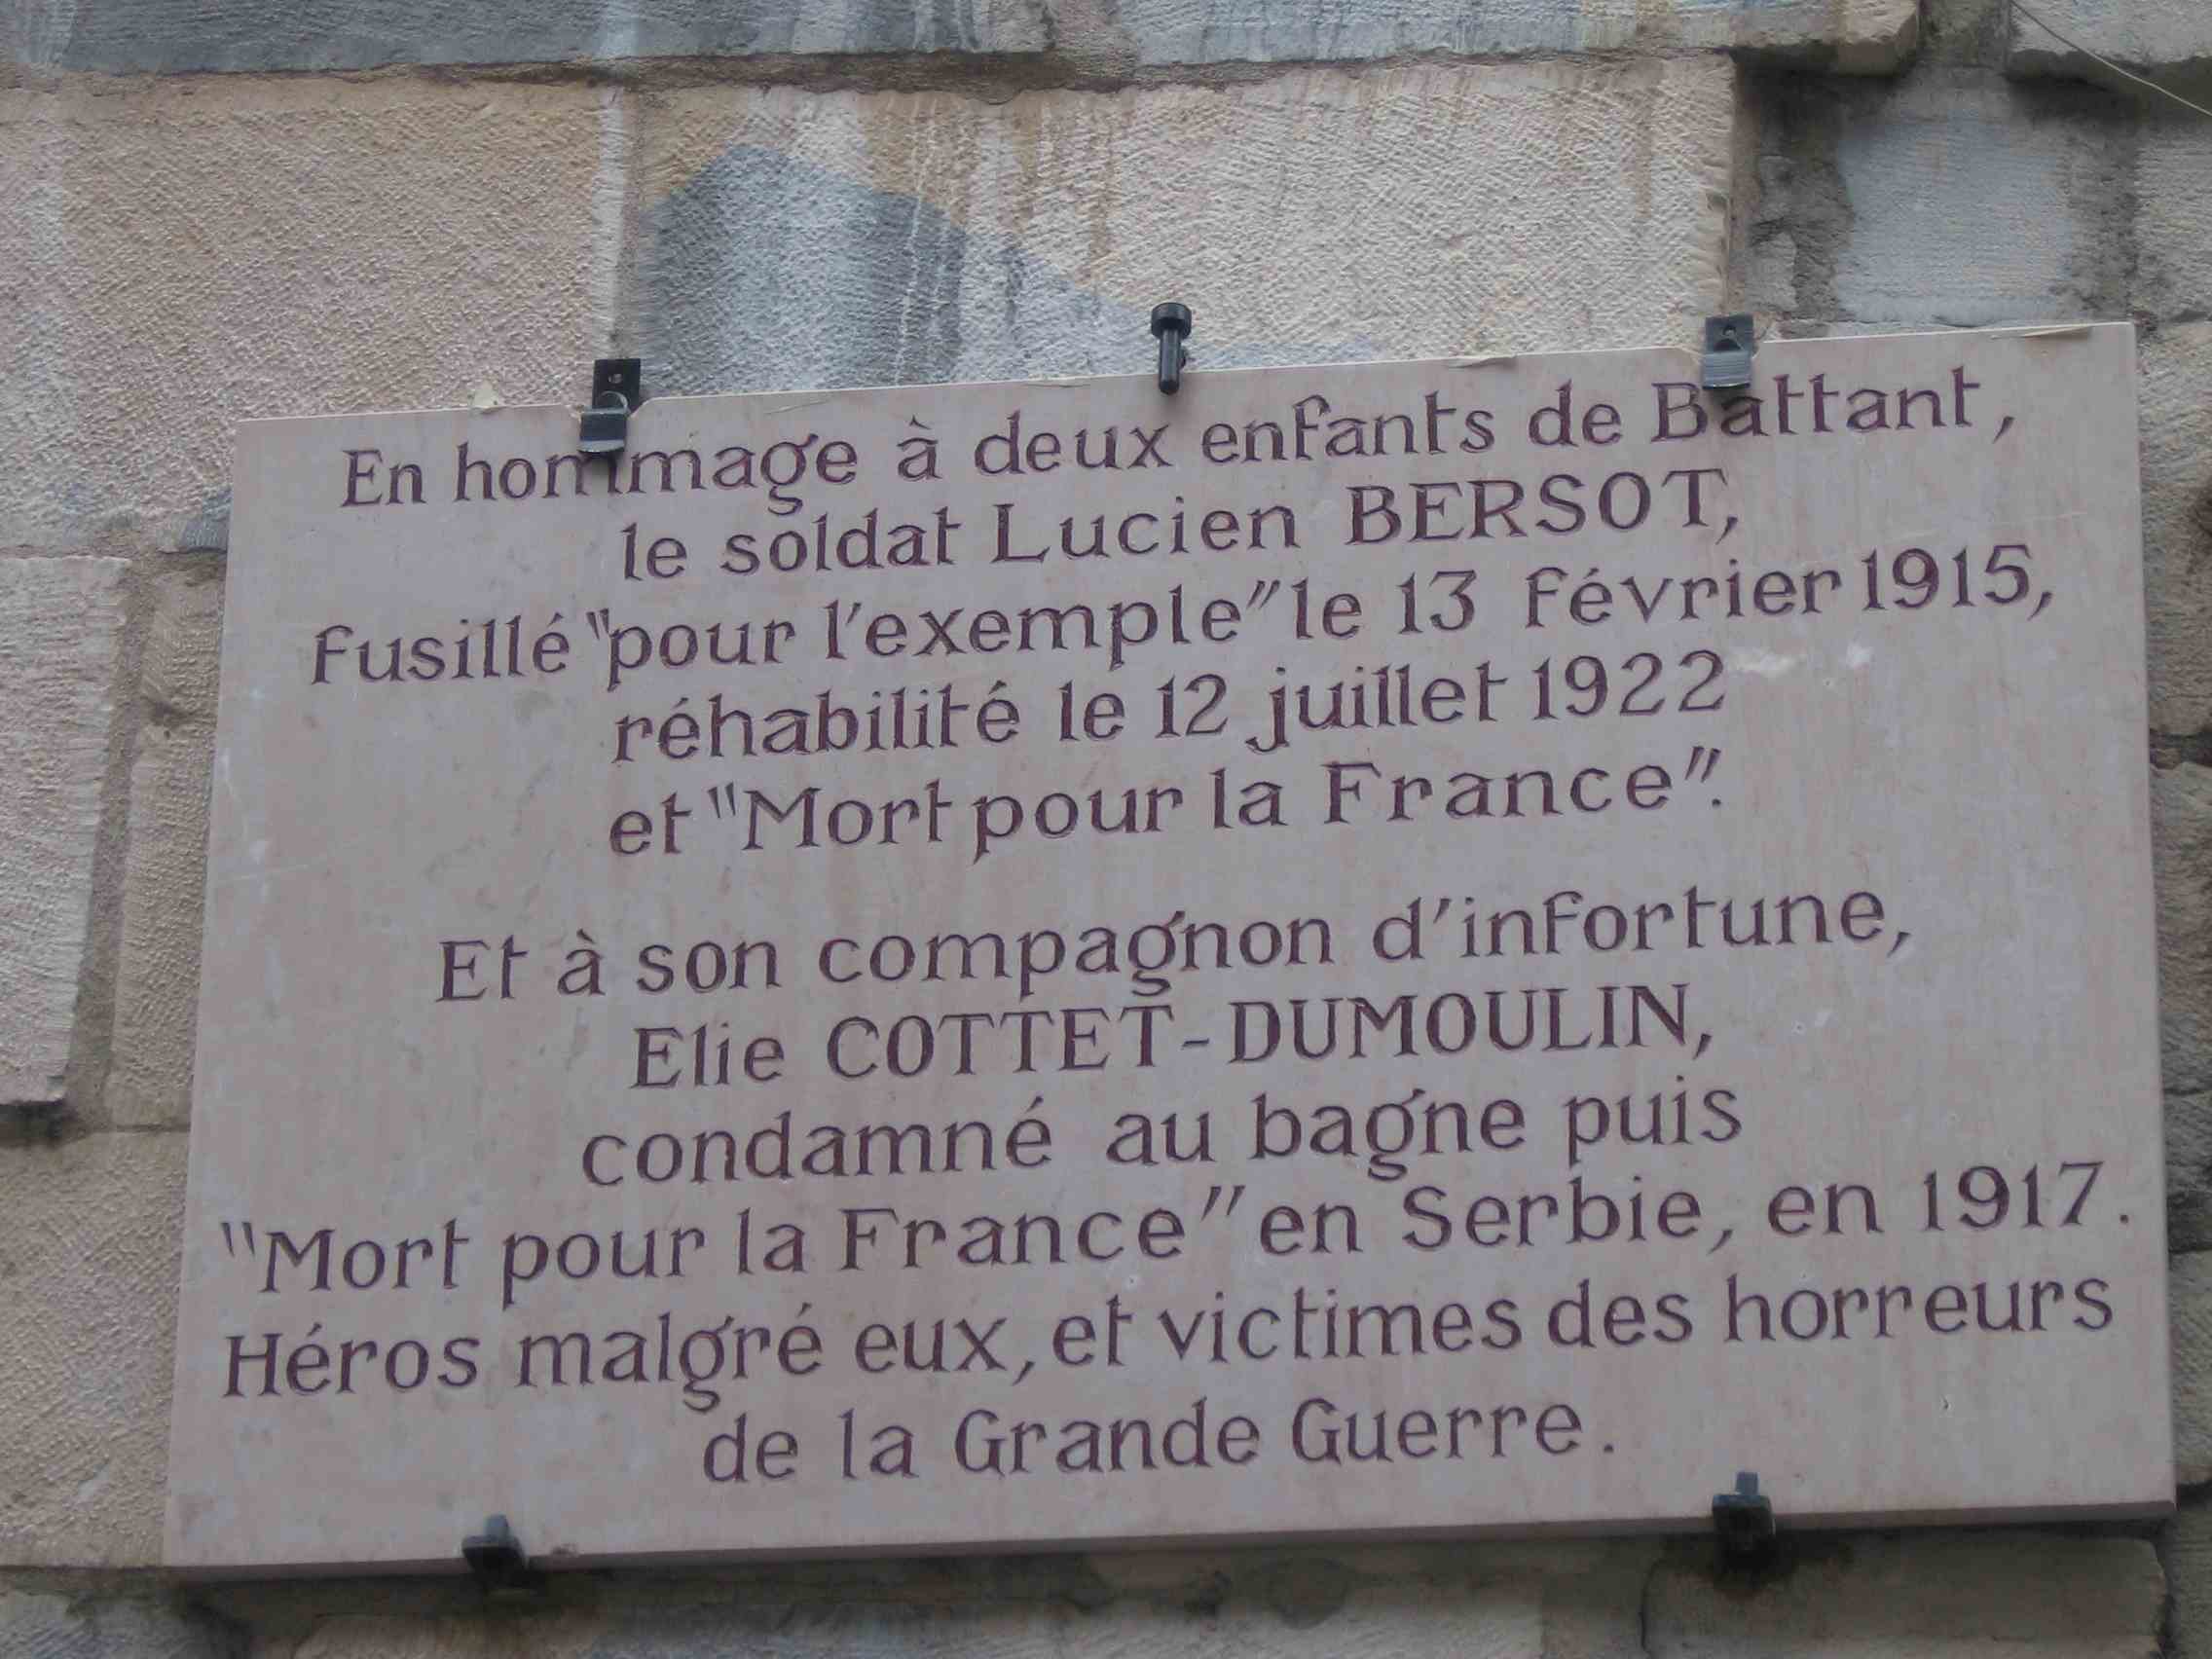 En hommage à deux enfants de Battant,
le soldat Lucien BERSOT,
fusillé "pour l'exemple" le 13 février 1915,
réhabilité le 12 juillet 1922
et "Mort pour la France".
Et à son compagnon d'infortune,
Elie COTTET-DUMOULIN,
condamné au bagne puis
"Mort pour la France" en Serbie, en 1917.
Héros malgré eux, et victimes des horreurs
de la Grande Guerre.